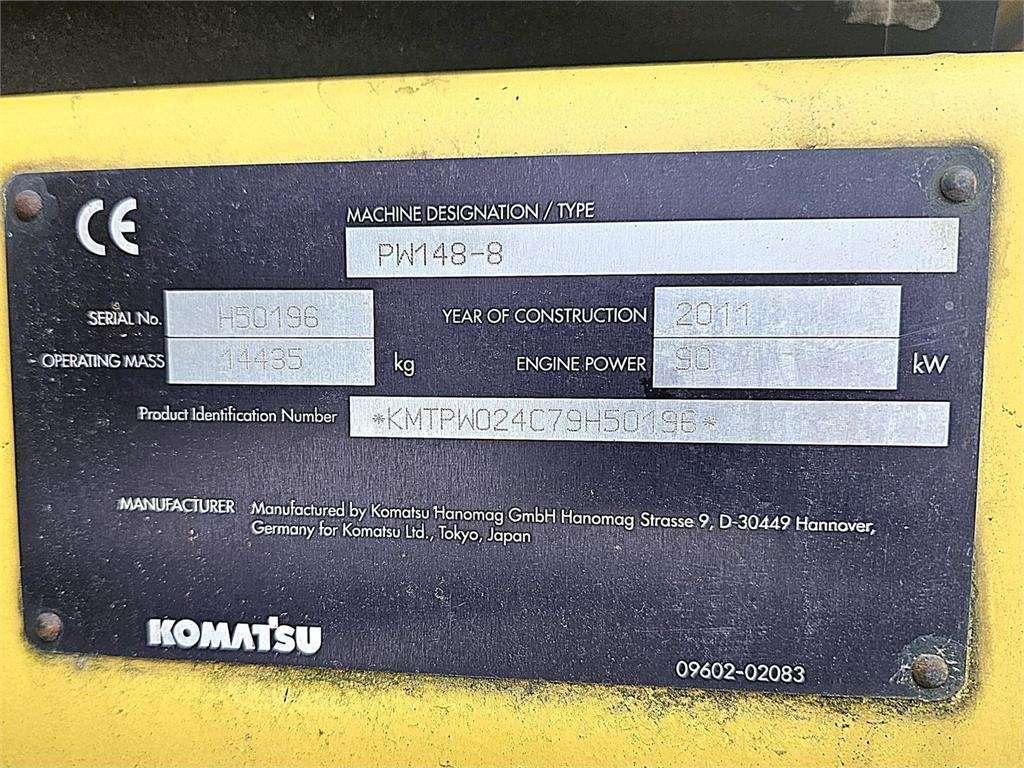 CE
MACHINE DESIGNATION / TYPE
PW148-8
SERIAL No. H50196 YEAR OF CONSTRUCTION 2011
OPERATING MASS 14435 kg ENGINE POWER 90 kW
Product Identification Number *KMTPW024C79H50196*
MANUFACTURER Manufactured by Komatsu Hanomag GmbH Hanomag Strasse 9, D-30449 Hannover,
Germany for Komatsu Ltd., Tokyo, Japan
KOMATSU
09602-02083